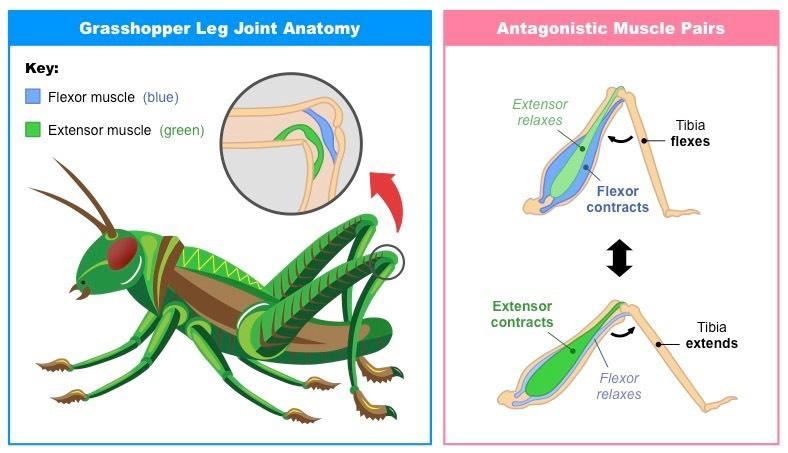 Grasshopper Leg Joint Anatomy
Key:
Flexor muscle (blue)
Extensor muscle (green)
Antagonistic Muscle Pairs
Extensor
relaxes
Tibia
flexes
Flexor
contracts
Extensor
contracts
Tibia
extends
Flexor
relaxes